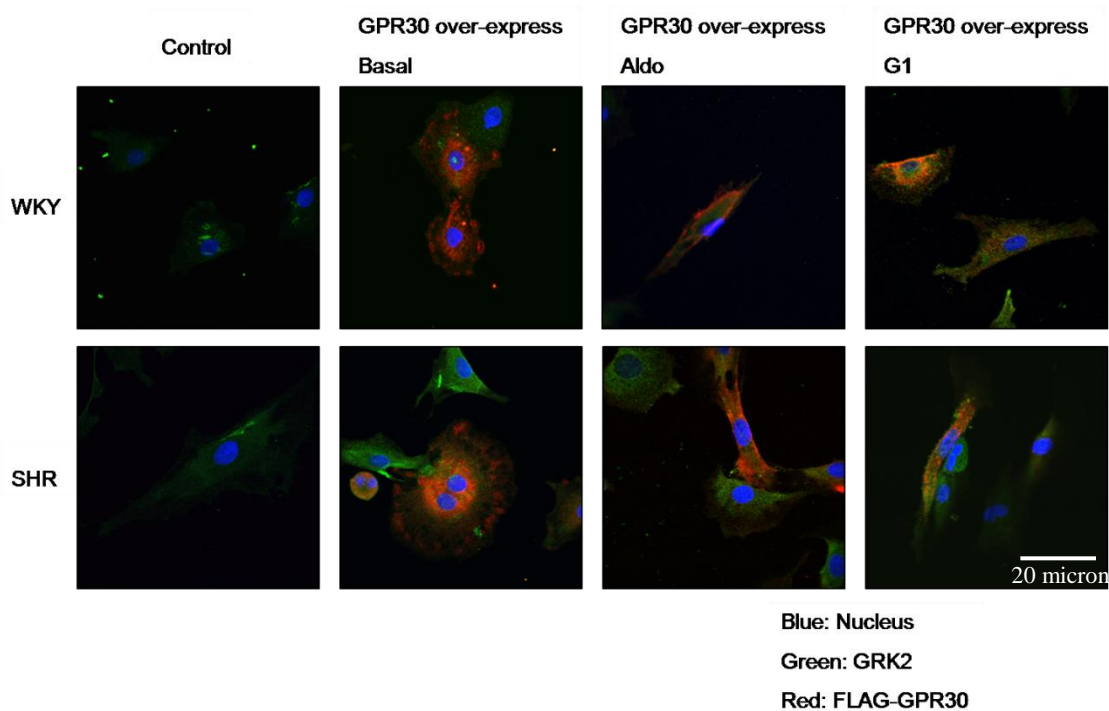 Control
GPR30 over-express
Basal
GPR30 over-express
Aldo
GPR30 over-express
G1
WKY
SHR
20 micron
Blue: Nucleus
Green: GRK2
Red: FLAG-GPR30